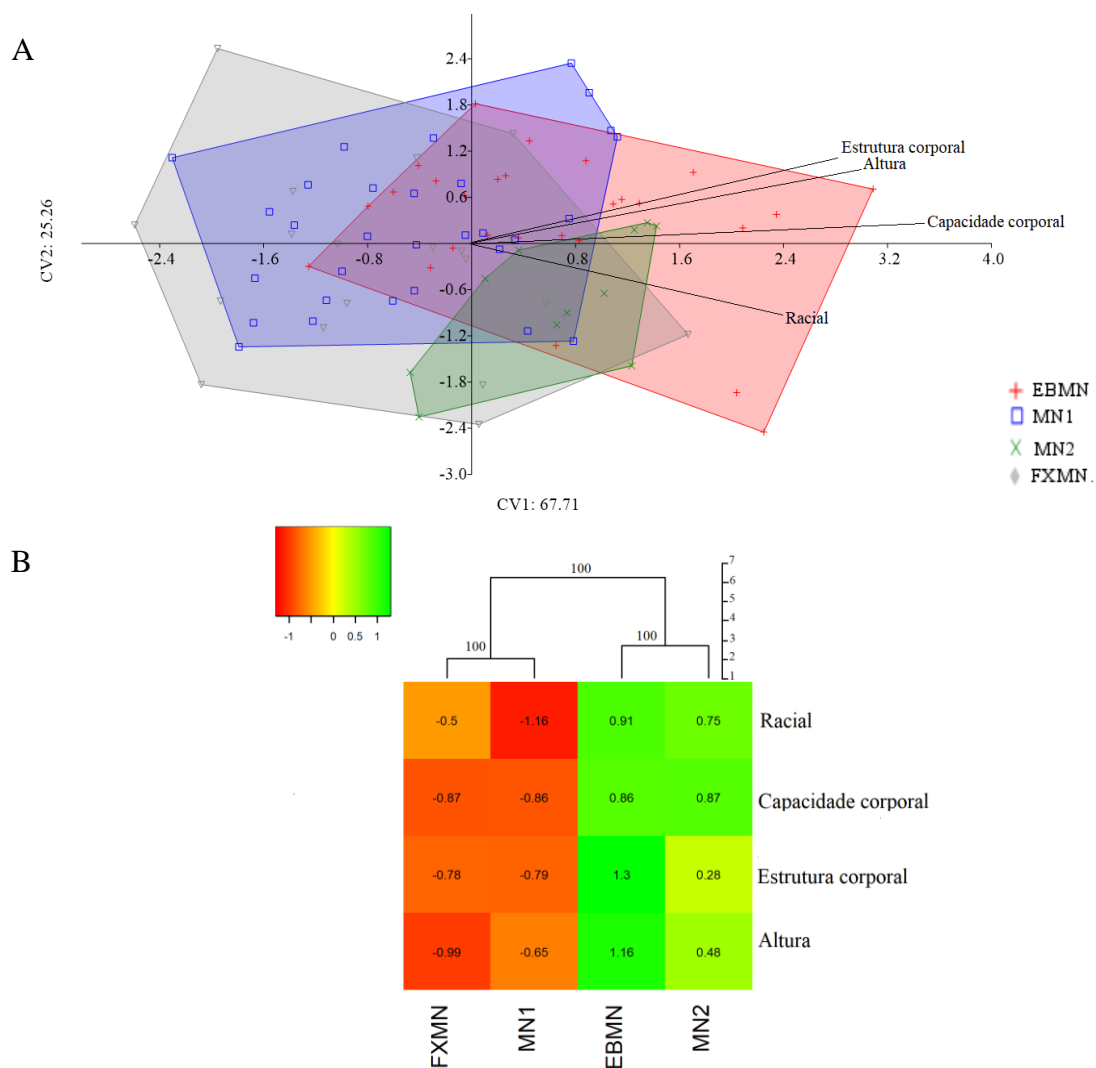 A
2.4
1.8
1.2
0.6
-0.6
-1.2
-1.8
-2.4
-3.0
-2.4
-1.6
-0.8
0.8
1.6
2.4
3.2
4.0
CV2: 25.26
CV1: 67.71
Estrutura corporal
Altura
Capacidade corporal
Racial
EBMN
MN1
MN2
FXMN.
B
-1 0 0.5 1
100
100
100
7
6
5
4
3
2
1
-0.5 -1.16 0.91 0.75 Racial
-0.87 -0.86 0.86 0.87 Capacidade corporal
-0.78 -0.79 1.3 0.28 Estrutura corporal
-0.99 -0.65 1.16 0.48 Altura
FXMN MN1 EBMN MN2